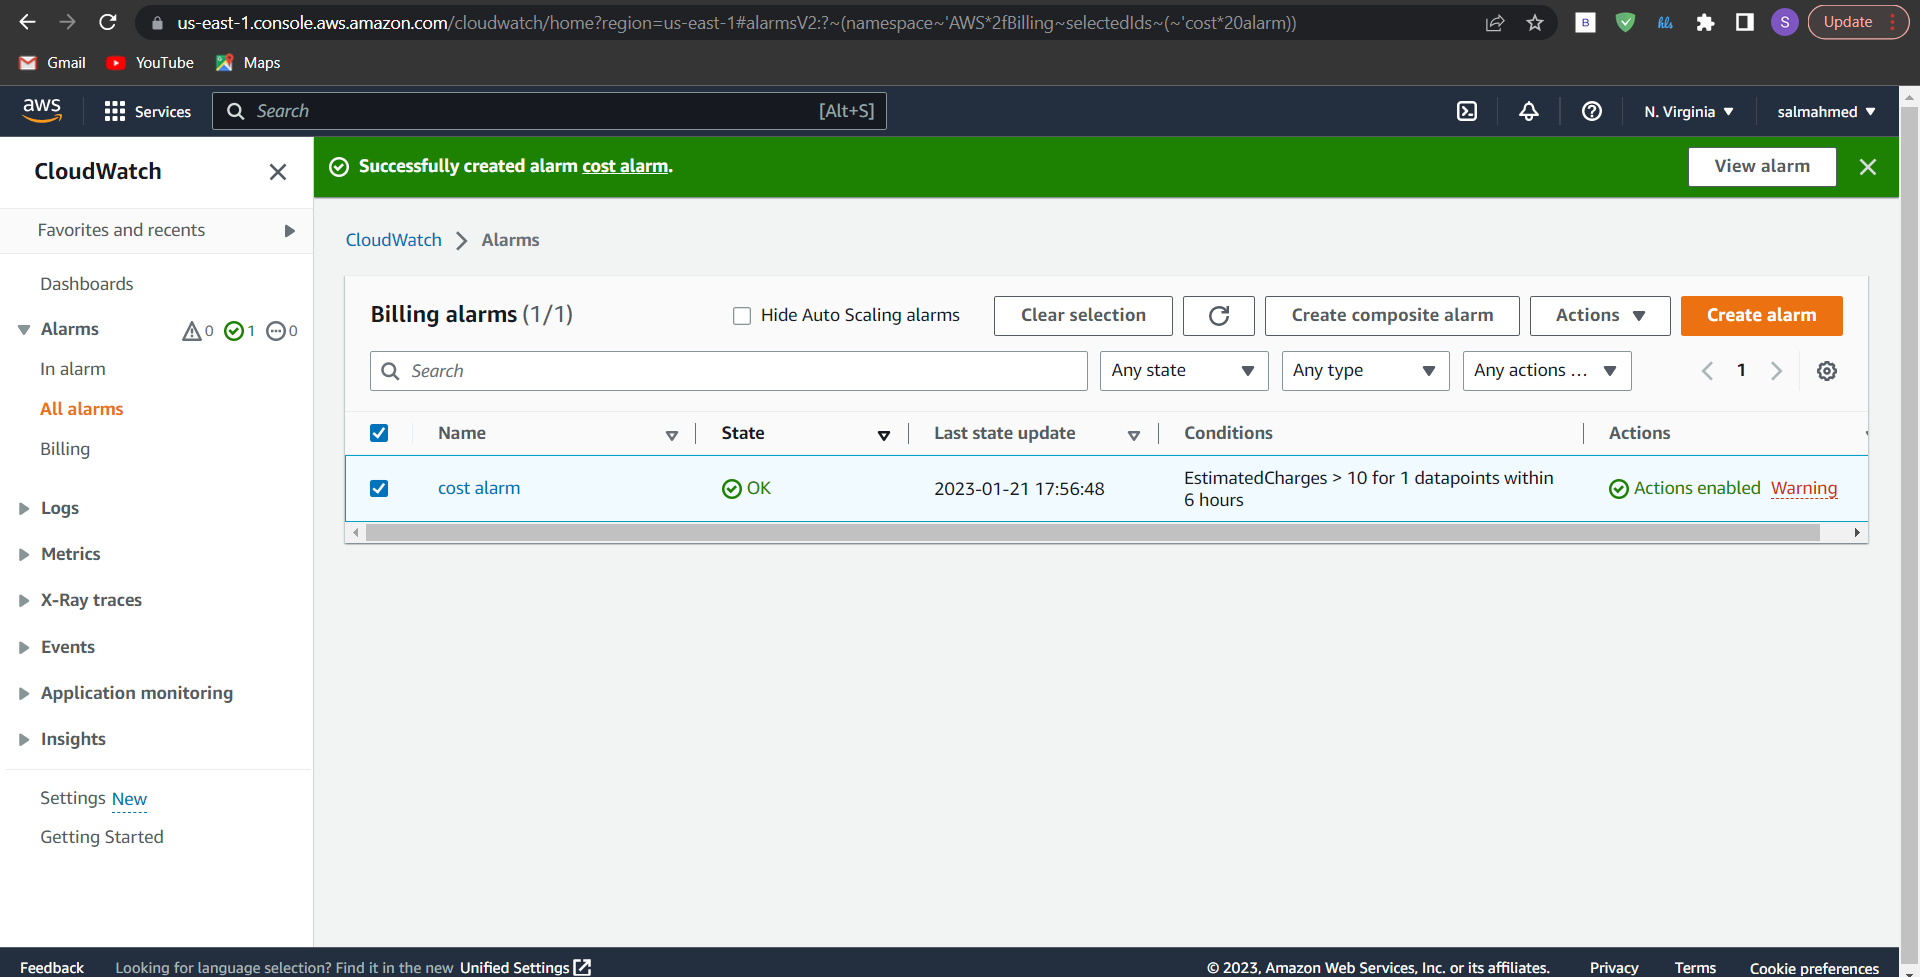 us-east-1.console.aws.amazon.com/cloudwatch/home?region=us-east-1#alarmsV2:?~(namespace~'AWS*2fBilling~selectedIds~(~'cost*20alarm))
B
hls
S
Update
Gmail
YouTube
Maps
aws
Services
Search
[Alt+S]
N. Virginia
salmahmed
CloudWatch
Successfully created alarm cost alarm.
View alarm
Favorites and recents
CloudWatch
Alarms
Dashboards
Alarms
0
1
0
In alarm
All alarms
Billing
Logs
Metrics
X-Ray traces
Events
Application monitoring
Insights
Settings New
Getting Started
Billing alarms (1/1)
Hide Auto Scaling alarms
Clear selection
Create composite alarm
Actions
Create alarm
Search
Any state
Any type
Any actions ...
1
Name
State
Last state update
Conditions
Actions
cost alarm
OK
2023-01-21 17:56:48
EstimatedCharges > 10 for 1 datapoints within
6 hours
Actions enabled
Warning
Feedback
Looking for language selection? Find it in the new Unified Settings
© 2023, Amazon Web Services, Inc. or its affiliates.
Privacy
Terms
Cookie preferences